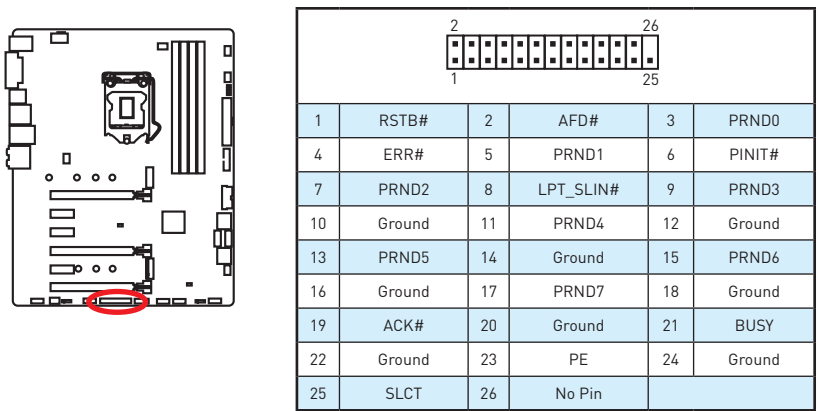 2 26
1 25
1 RSTB# 2 AFD# 3 PRND0
4 ERR# 5 PRND1 6 PINIT#
7 PRND2 8 LPT_SLIN# 9 PRND3
10 Ground 11 PRND4 12 Ground
13 PRND5 14 Ground 15 PRND6
16 Ground 17 PRND7 18 Ground
19 ACK# 20 Ground 21 BUSY
22 Ground 23 PE 24 Ground
25 SLCT 26 No Pin